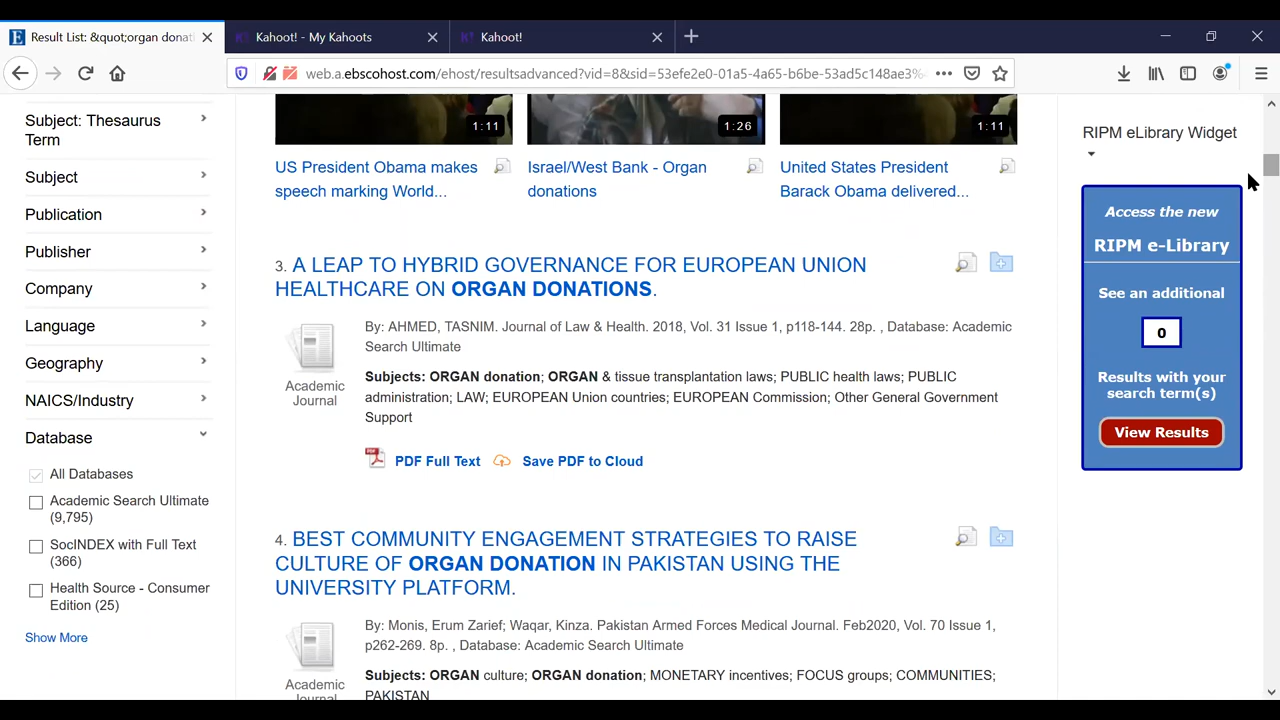 Result List: &quot;organ donat
Kahoot! - My Kahoots
Kahoot!
web.a.ebscohost.com/ehost/resultsadvanced?vid=8&sid=53efe2e0-01a5-4a65-b6be-53ad5c148ae3%
Subject: Thesaurus
Term
Subject
Publication
Publisher
Company
Language
Geography
NAICS/Industry
Database
All Databases
Academic Search Ultimate
(9,795)
SocINDEX with Full Text
(366)
Health Source - Consumer
Edition (25)
Show More
1:11
1:26
1:11
US President Obama makes
speech marking World...
Israel/West Bank - Organ
donations
United States President
Barack Obama delivered...
3. A LEAP TO HYBRID GOVERNANCE FOR EUROPEAN UNION
HEALTHCARE ON ORGAN DONATIONS.
Academic
Journal
By: AHMED, TASNIM. Journal of Law & Health. 2018, Vol. 31 Issue 1, p118-144. 28p. , Database: Academic
Search Ultimate
Subjects: ORGAN donation; ORGAN & tissue transplantation laws; PUBLIC health laws; PUBLIC
administration; LAW; EUROPEAN Union countries; EUROPEAN Commission; Other General Government
Support
PDF Full Text
Save PDF to Cloud
4. BEST COMMUNITY ENGAGEMENT STRATEGIES TO RAISE
CULTURE OF ORGAN DONATION IN PAKISTAN USING THE
UNIVERSITY PLATFORM.
Academic
Journal
By: Monis, Erum Zarief; Waqar, Kinza. Pakistan Armed Forces Medical Journal. Feb2020, Vol. 70 Issue 1,
p262-269. 8p. , Database: Academic Search Ultimate
Subjects: ORGAN culture; ORGAN donation; MONETARY incentives; FOCUS groups; COMMUNITIES;
PAKISTAN
RIPM eLibrary Widget
Access the new
RIPM e-Library
See an additional
0
Results with your
search term(s)
View Results